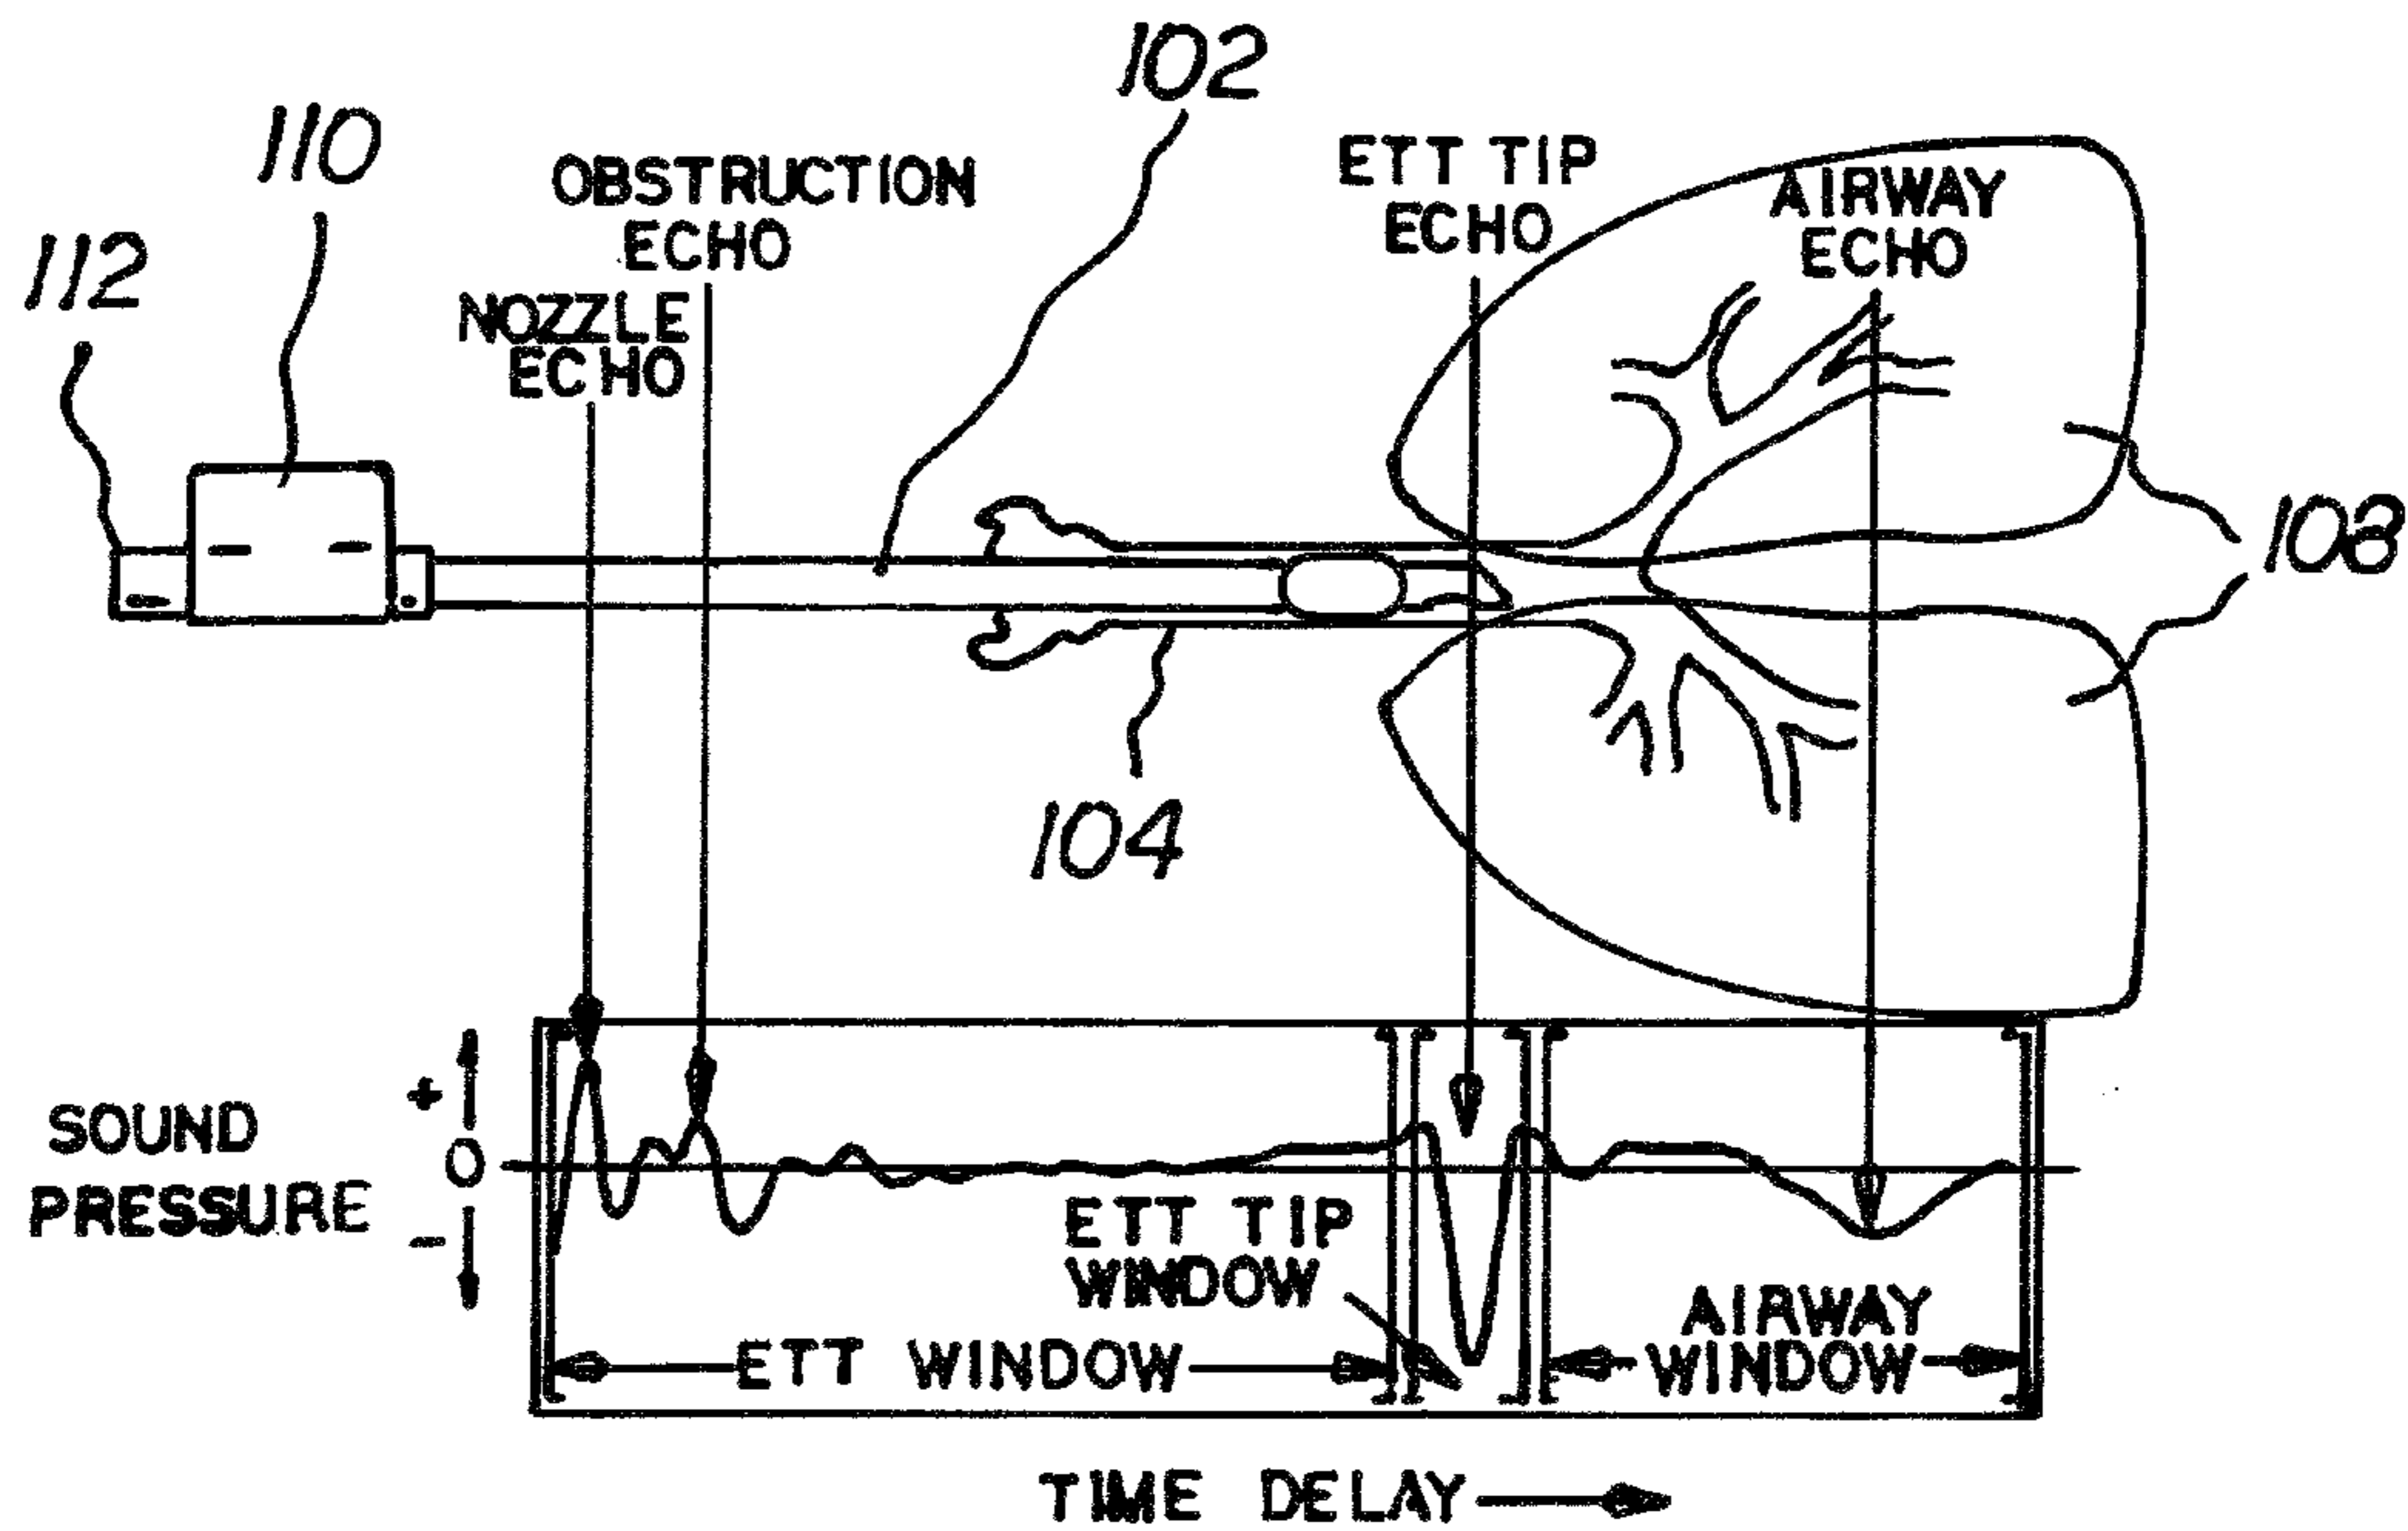 102
110
112
OBSTRUCTION
ECHO
NOZZLE
ECHO
ETT TIP
ECHO
AIRWAY
ECHO
108
104
SOUND
PRESSURE
+
0
-
ETT TIP
WINDOW
ETT WINDOW
AIRWAY
WINDOW
TIME DELAY